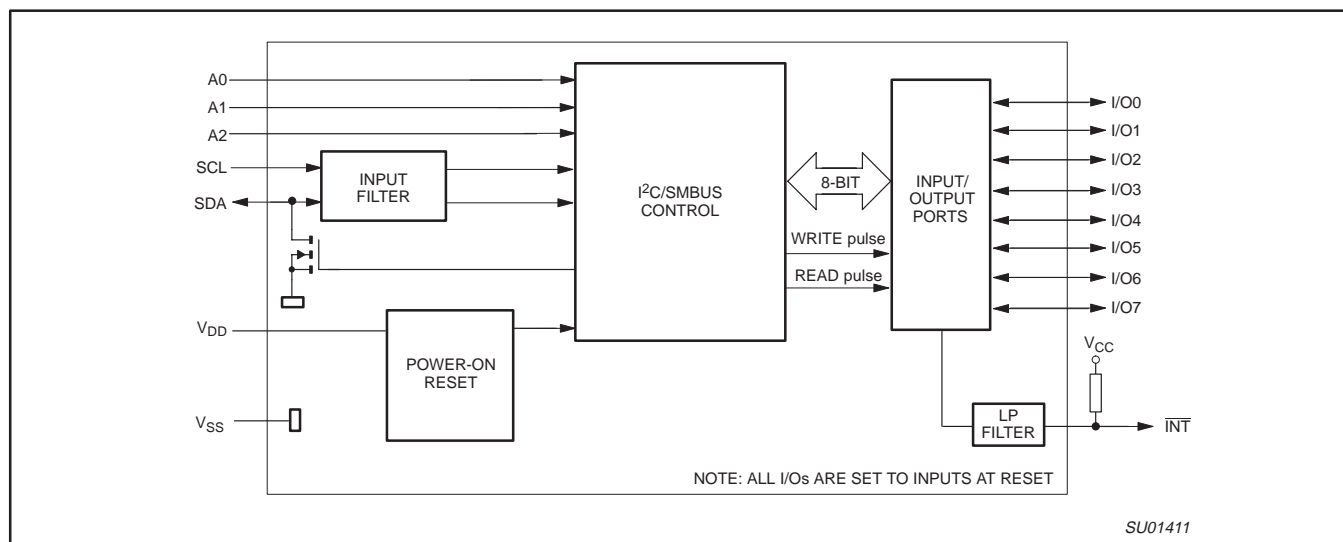 A0
A1
A2
SCL
SDA
INPUT
FILTER
I²C/SMBUS
CONTROL
8-BIT
WRITE pulse
READ pulse
INPUT/
OUTPUT
PORTS
I/O0
I/O1
I/O2
I/O3
I/O4
I/O5
I/O6
I/O7
VDD
POWER-ON
RESET
VSS
VCC
LP
FILTER
INT
NOTE: ALL I/Os ARE SET TO INPUTS AT RESET
SU01411